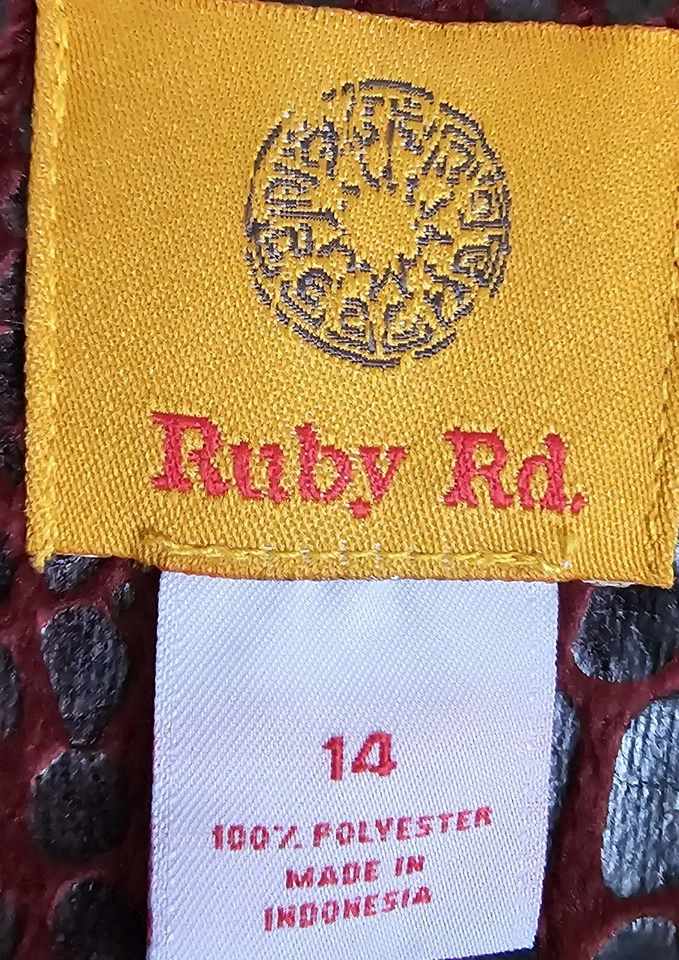 Ruby Rd.
14
100% POLYESTER
MADE IN
INDONESIA